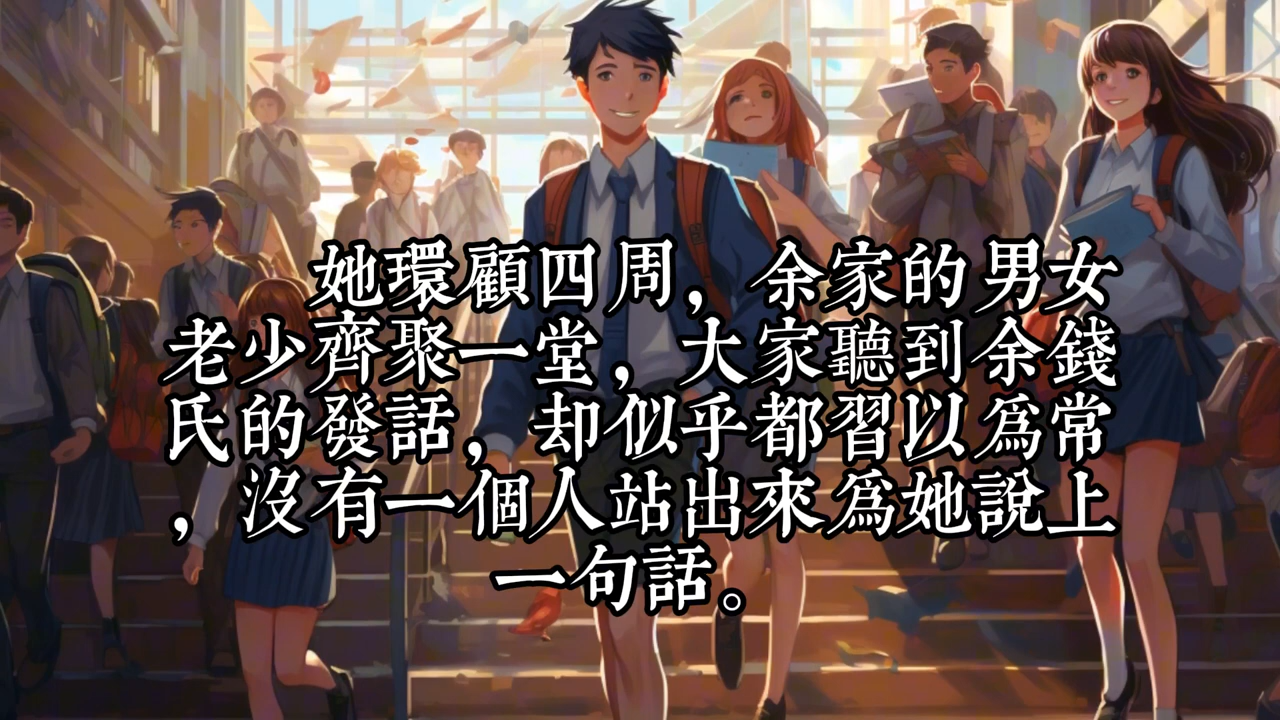 她環顧四周，余家的男女
老少齊聚一堂，大家聽到余錢
氏的發話，却似乎都習以爲常
，沒有一個人站出來爲她說上
一句話。